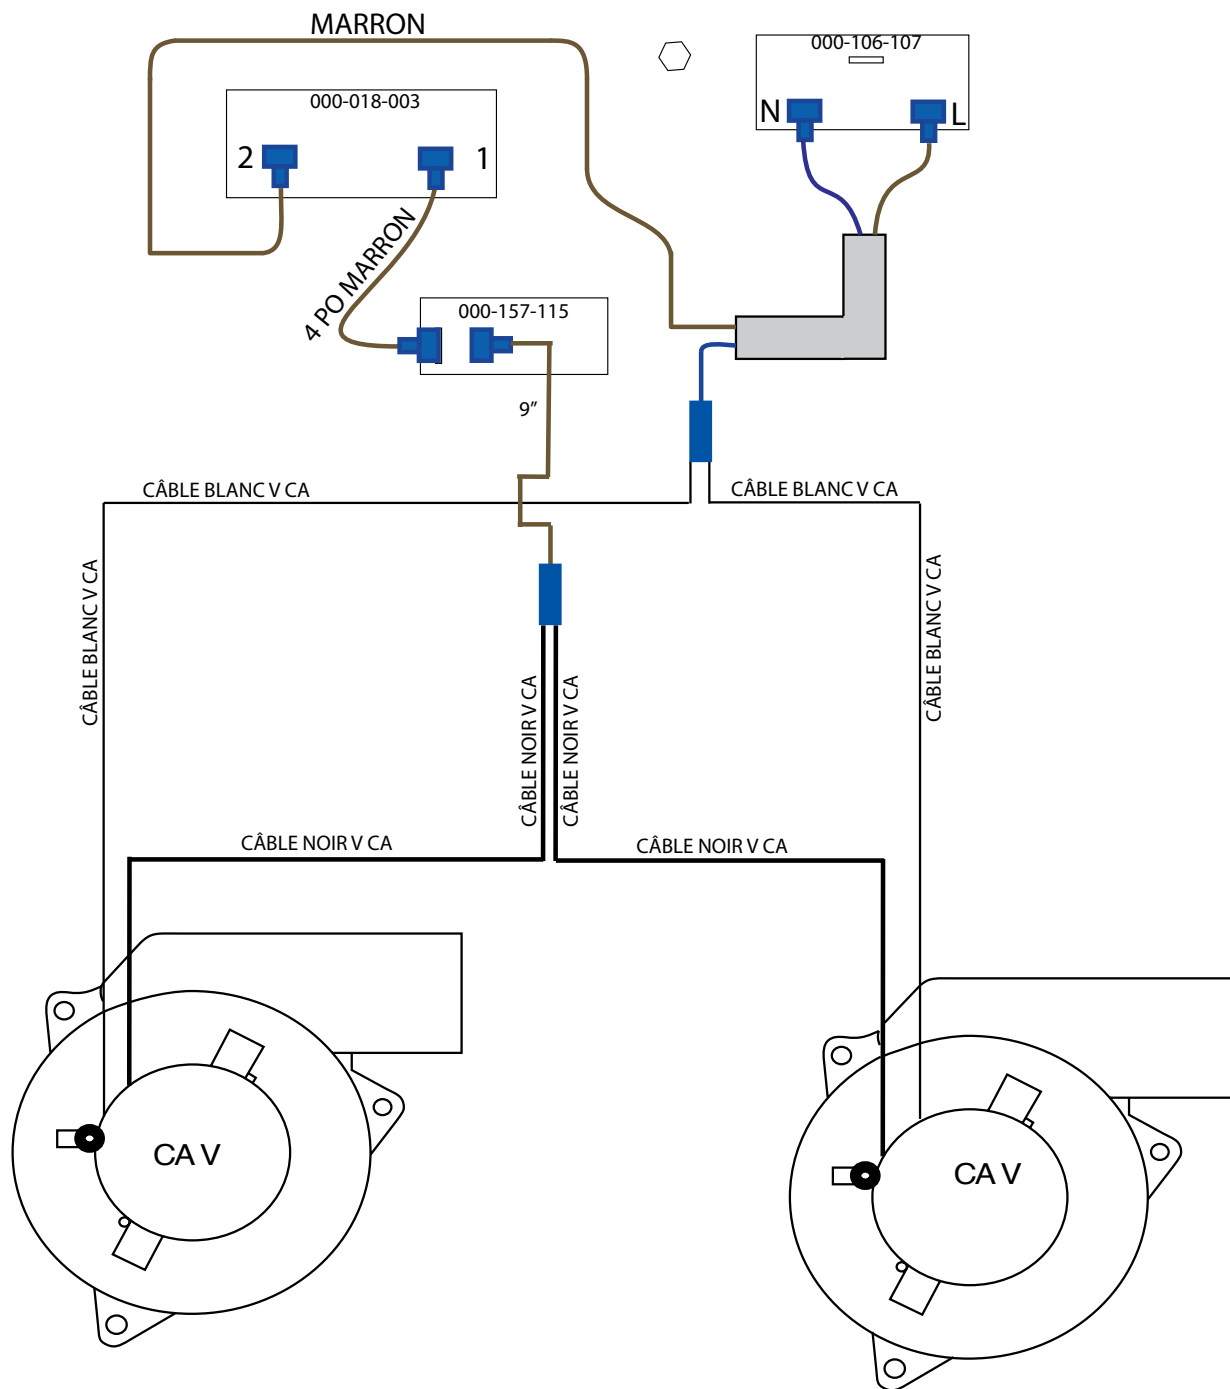 MARRON
000-106-107
N
L
000-018-003
2
1
4 PO MARRON
000-157-115
9”
CÂBLE BLANC V CA
CÂBLE BLANC V CA
CÂBLE BLANC V CA
CÂBLE BLANC V CA
CÂBLE NOIR V CA
CÂBLE NOIR V CA
CÂBLE NOIR V CA
CÂBLE NOIR V CA
CA V
CA V